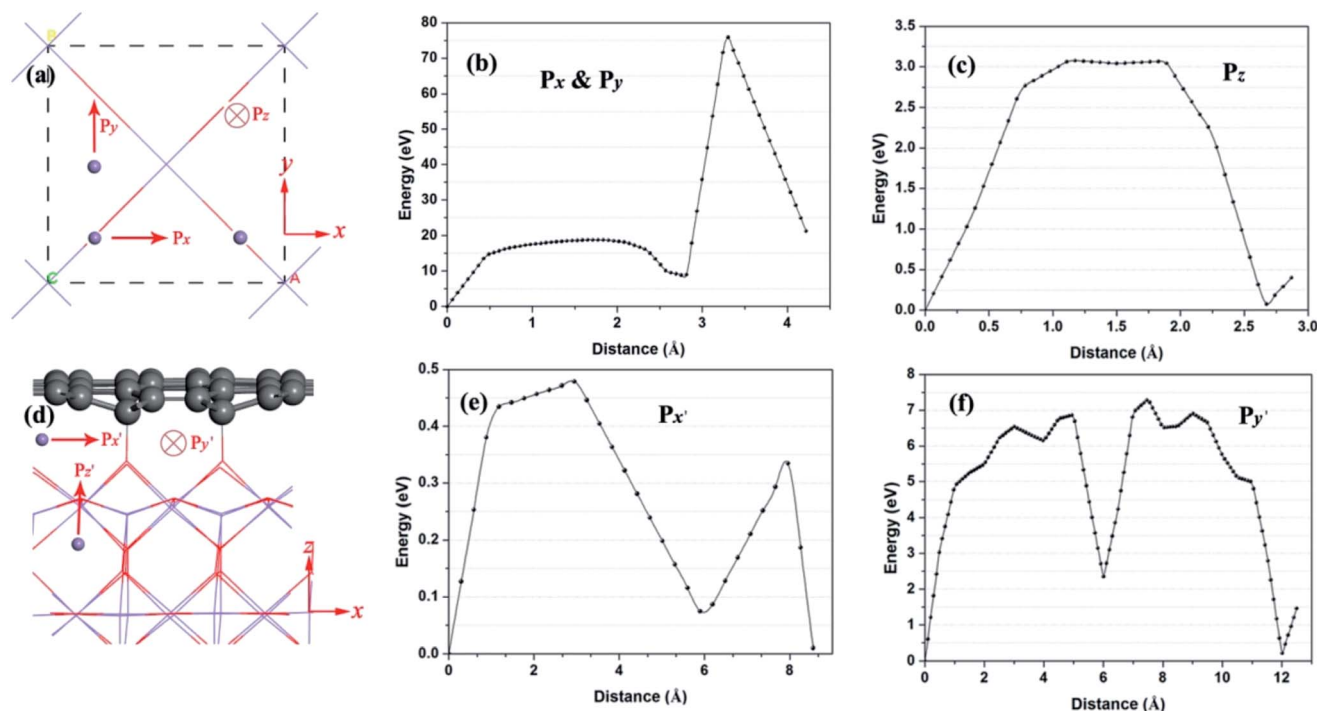 (a)
B
Py
Pz
y
Px
x
C
A
(b)
Px & Py
Energy (eV)
80
70
60
50
40
30
20
10
0
0
1
2
3
4
Distance (Å)
(c)
Pz
Energy (eV)
3.5
3.0
2.5
2.0
1.5
1.0
0.5
0.0
0.0
0.5
1.0
1.5
2.0
2.5
3.0
Distance (Å)
(d)
Px'
Py'
Pz'
z
x
(e)
Px'
Energy (eV)
0.5
0.4
0.3
0.2
0.1
0.0
0
2
4
6
8
Distance (Å)
(f)
Py'
Energy (eV)
8
7
6
5
4
3
2
1
0
0
2
4
6
8
10
12
Distance (Å)